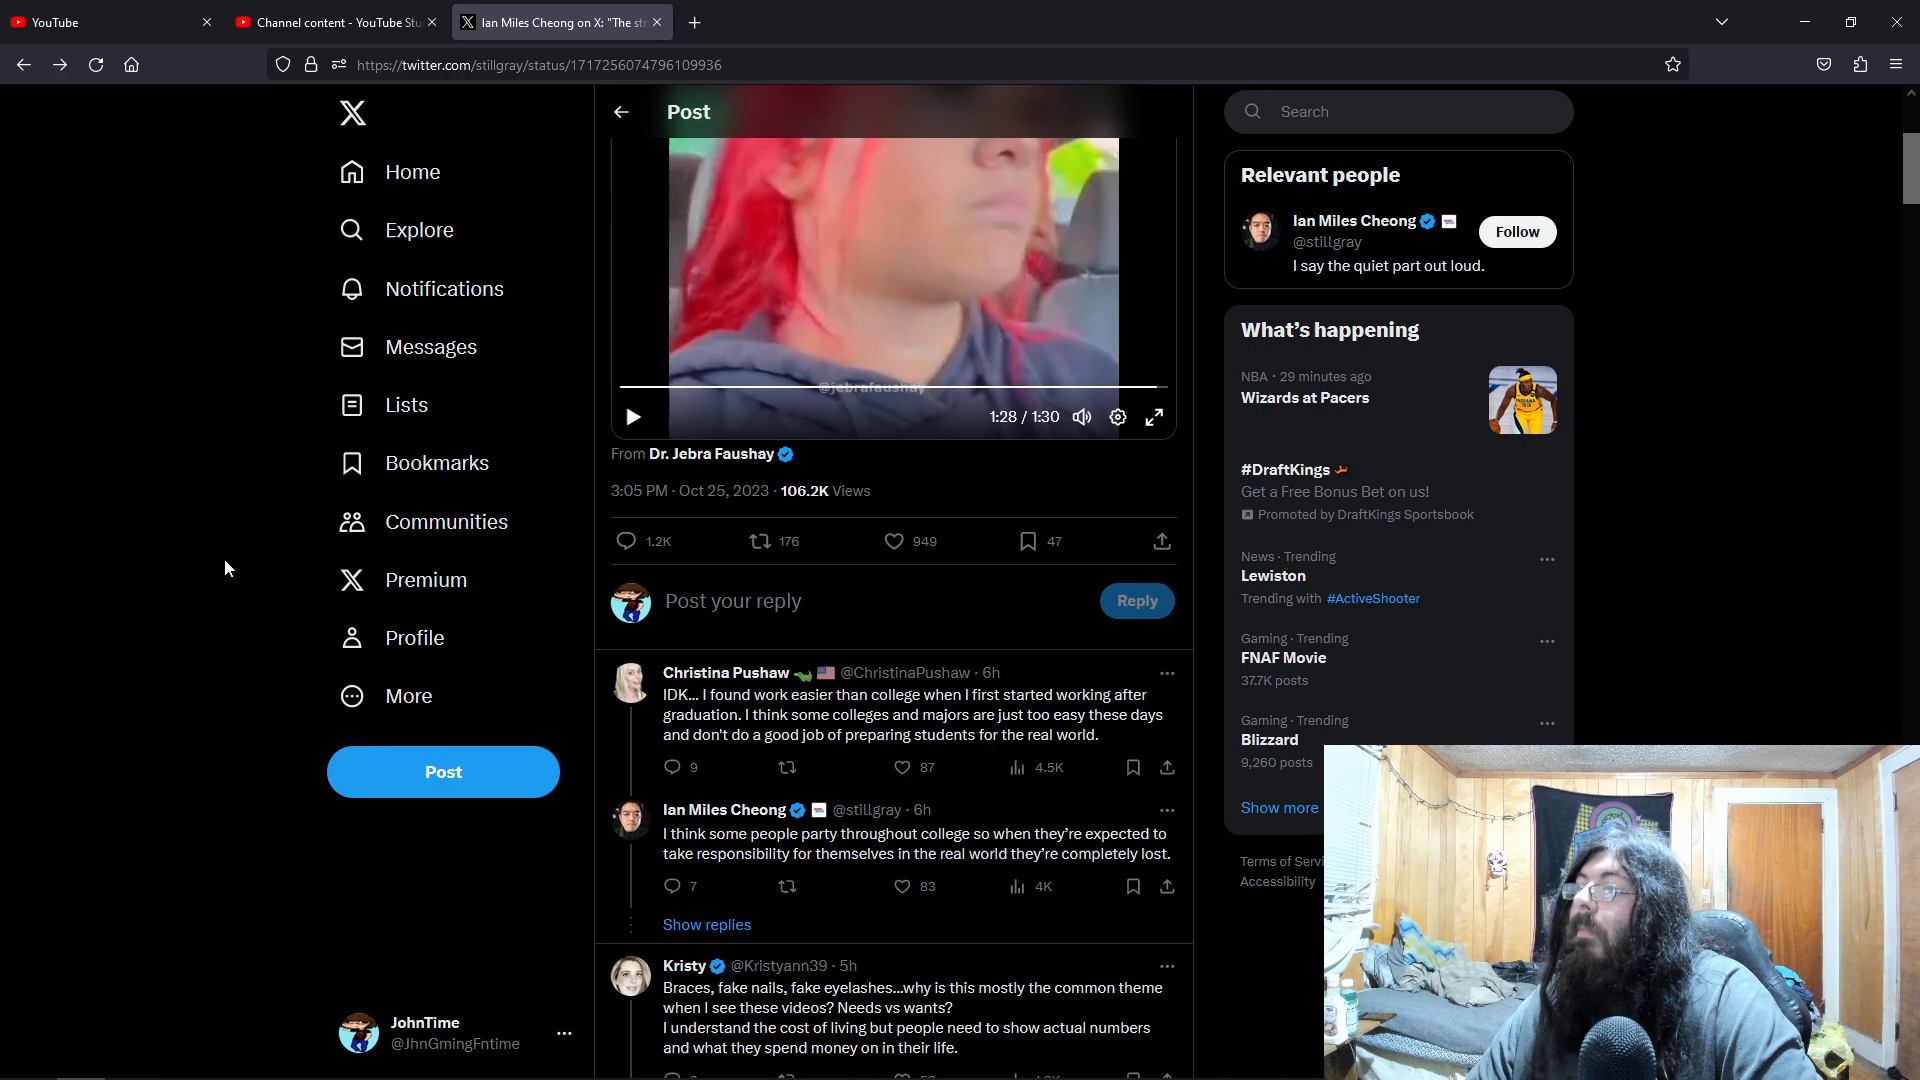 YouTube
Channel content - YouTube Stu
Ian Miles Cheong on X: "The str
https://twitter.com/stillgray/status/1717256074796109936
Home
Explore
Notifications
Messages
Lists
Bookmarks
Communities
Premium
Profile
More
Post
JohnTime
@JhnGmingFntime
Post
@jebrafaushay
1:28 / 1:30
From Dr. Jebra Faushay
3:05 PM · Oct 25, 2023 · 106.2K Views
1.2K 176 949 47
Post your reply
Reply
Christina Pushaw @ChristinaPushaw · 6h
IDK... I found work easier than college when I first started working after
graduation. I think some colleges and majors are just too easy these days
and don't do a good job of preparing students for the real world.
9 87 4.5K
Ian Miles Cheong @stillgray · 6h
I think some people party throughout college so when they're expected to
take responsibility for themselves in the real world they're completely lost.
7 83 4K
Show replies
Kristy @Kristyann39 · 5h
Braces, fake nails, fake eyelashes...why is this mostly the common theme
when I see these videos? Needs vs wants?
I understand the cost of living but people need to show actual numbers
and what they spend money on in their life.
Search
Relevant people
Ian Miles Cheong
@stillgray
Follow
I say the quiet part out loud.
What's happening
NBA · 29 minutes ago
Wizards at Pacers
#DraftKings
Get a Free Bonus Bet on us!
Promoted by DraftKings Sportsbook
News · Trending
Lewiston
Trending with #ActiveShooter
Gaming · Trending
FNAF Movie
37.7K posts
Gaming · Trending
Blizzard
9,260 posts
Show more
Terms of Servi
Accessibility